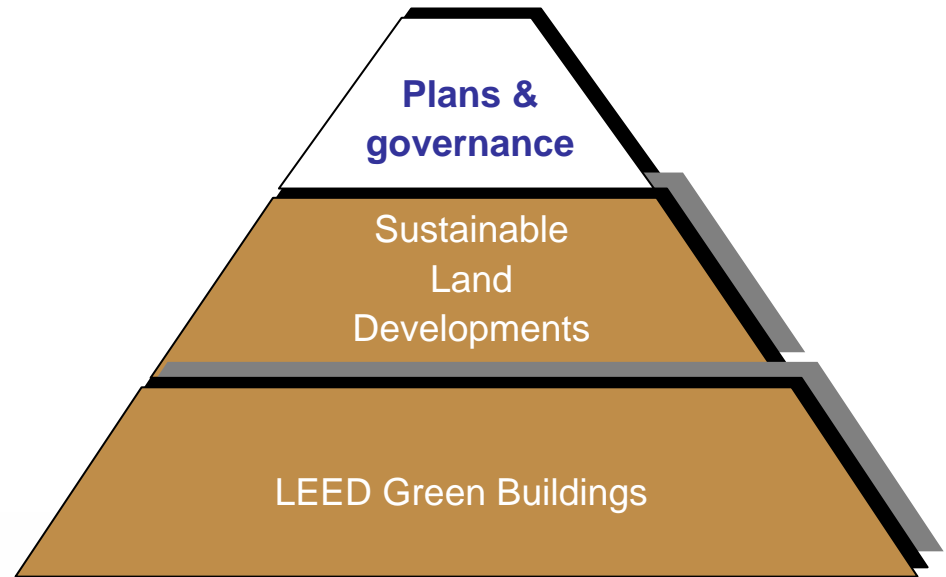 Plans &
governance
Sustainable
Land
Developments
LEED Green Buildings